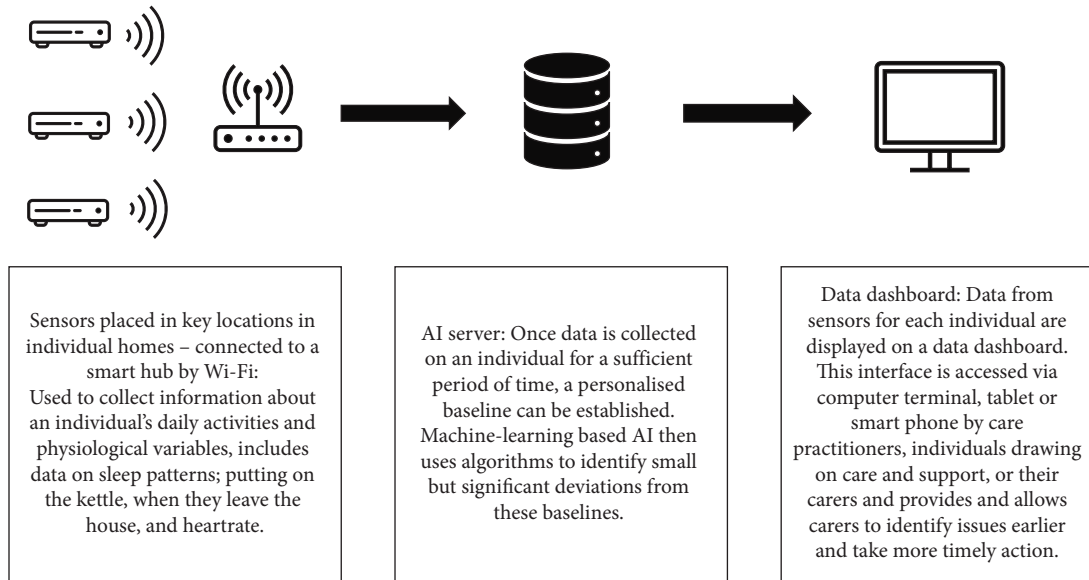 Sensors placed in key locations in
individual homes – connected to a
smart hub by Wi-Fi:
Used to collect information about
an individual's daily activities and
physiological variables, includes
data on sleep patterns; putting on
the kettle, when they leave the
house, and heartrate.
AI server: Once data is collected
on an individual for a sufficient
period of time, a personalised
baseline can be established.
Machine-learning based AI then
uses algorithms to identify small
but significant deviations from
these baselines.
Data dashboard: Data from
sensors for each individual are
displayed on a data dashboard.
This interface is accessed via
computer terminal, tablet or
smart phone by care
practitioners, individuals drawing
on care and support, or their
carers and provides and allows
carers to identify issues earlier
and take more timely action.